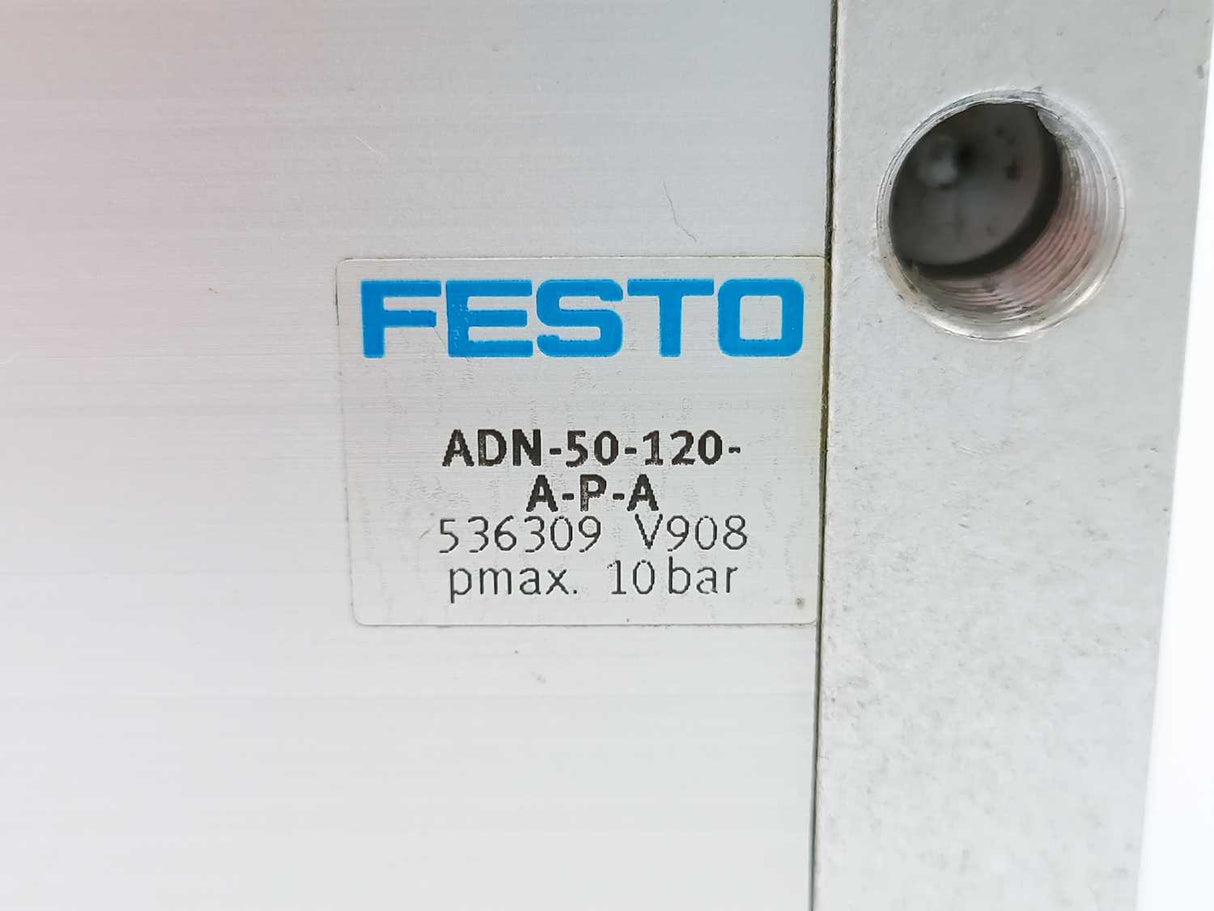 FESTO
ADN-50-120-
A-P-A
536309 V908
pmax. 10 bar